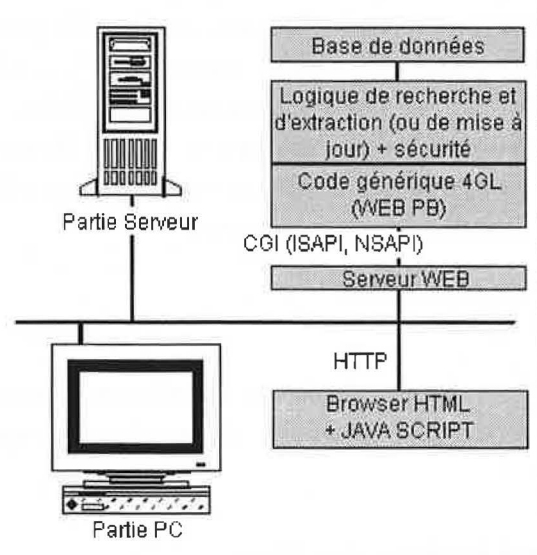 Base de données
Logique de recherche et
d'extraction (ou de mise à
jour) + sécurité
Code générique 4GL
(WEB PB)
Partie Serveur
CGI (ISAPI, NSAPI)
Serveur WEB
HTTP
Browser HTML
+ JAVA SCRIPT
Partie PC